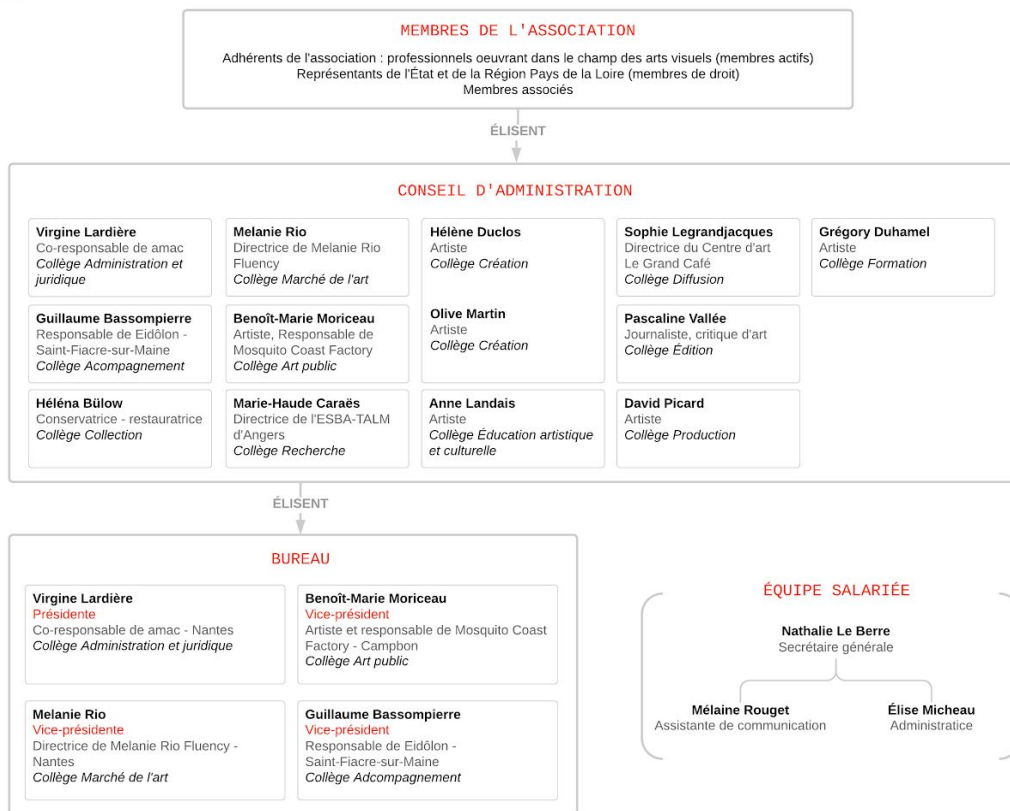 MEMBRES DE L'ASSOCIATION
Adhérents de l'association : professionnels oeuvrant dans le champ des arts visuels (membres actifs)
Représentants de l'État et de la Région Pays de la Loire (membres de droit)
Membres associés
ÉLISENT
CONSEIL D'ADMINISTRATION
Virgine Lardière
Co-responsable de amac
Collège Administration et
juridique
Melanie Rio
Directrice de Melanie Rio
Fluency
Collège Marché de l'art
Hélène Duclos
Artiste
Collège Création
Sophie Legrandjacques
Directrice du Centre d'art
Le Grand Café
Collège Diffusion
Grégory Duhamel
Artiste
Collège Formation
Guillaume Bassompierre
Responsable de Eidôlon -
Saint-Fiacre-sur-Maine
Collège Acompagnement
Benoît-Marie Moriceau
Artiste, Responsable de
Mosquito Coast Factory
Collège Art public
Olive Martin
Artiste
Collège Création
Pascaline Vallée
Journaliste, critique d'art
Collège Édition
Héléna Bülow
Conservatrice - restauratrice
Collège Collection
Marie-Haude Caraës
Directrice de l'ESBA-TALM
d'Angers
Collège Recherche
Anne Landais
Artiste
Collège Éducation artistique
et culturelle
David Picard
Artiste
Collège Production
ÉLISENT
BUREAU
Virgine Lardière
Présidente
Co-responsable de amac - Nantes
Collège Administration et juridique
Benoît-Marie Moriceau
Vice-président
Artiste et responsable de Mosquito Coast
Factory - Campbon
Collège Art public
Melanie Rio
Vice-présidente
Directrice de Melanie Rio Fluency -
Nantes
Collège Marché de l'art
Guillaume Bassompierre
Vice-président
Responsable de Eidôlon -
Saint-Fiacre-sur-Maine
Collège Adcompagnement
ÉQUIPE SALARIÉE
Nathalie Le Berre
Secrétaire générale
Mélaine Rouget
Assistante de communication
Élise Micheau
Administratice